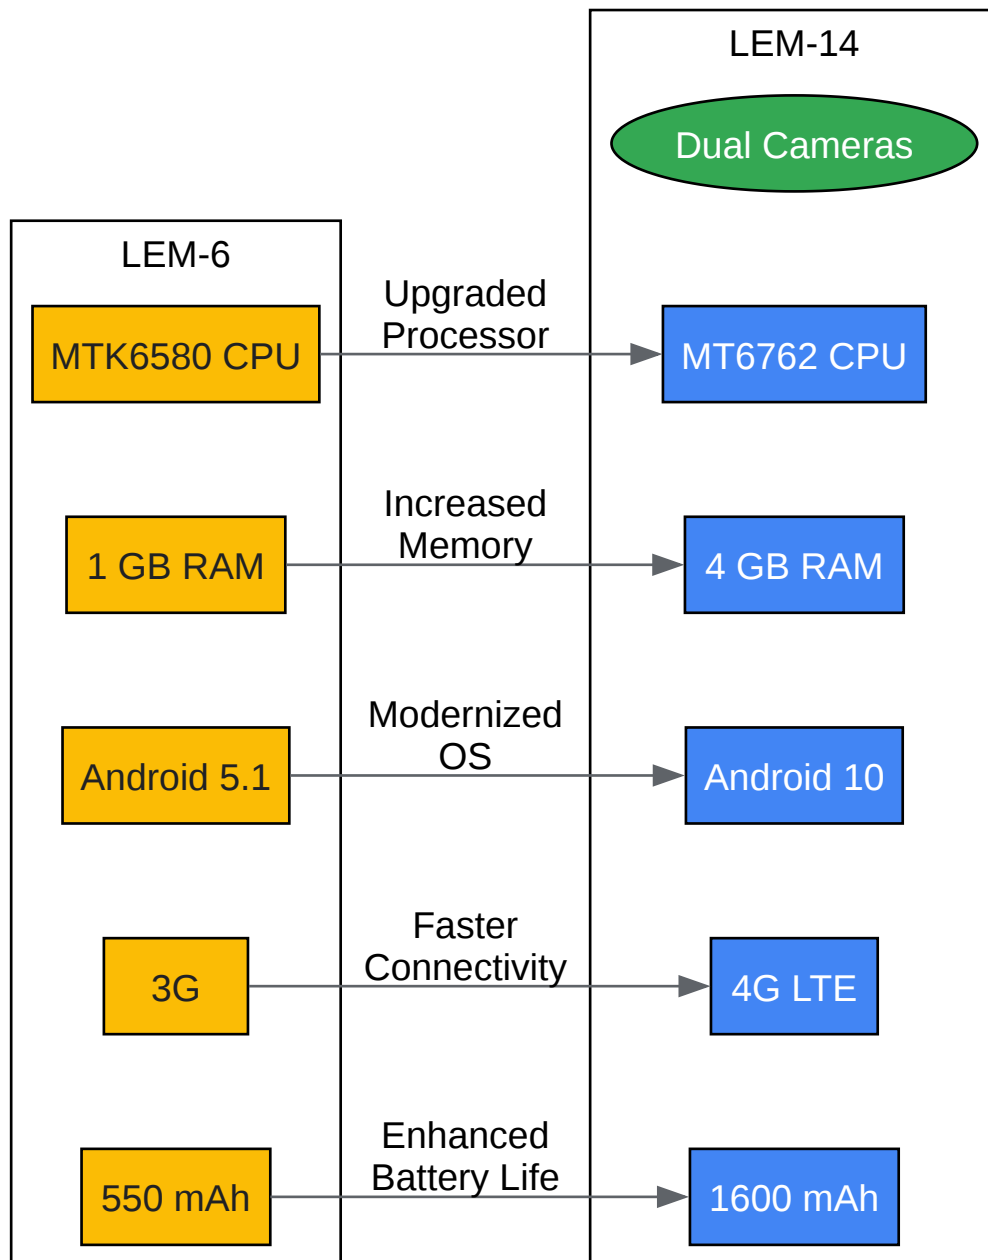 LEM-14
Dual Cameras
LEM-6
MTK6580 CPU
Upgraded
Processor
MT6762 CPU
1 GB RAM
Increased
Memory
4 GB RAM
Android 5.1
Modernized
OS
Android 10
3G
Faster
Connectivity
4G LTE
550 mAh
Enhanced
Battery Life
1600 mAh